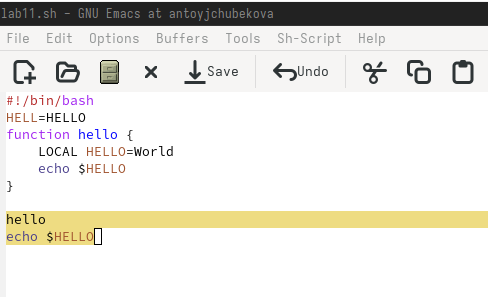 lab11.sh - GNU Emacs at antoyjchubekova
File Edit Options Buffers Tools Sh-Script Help
Save Undo
#!/bin/bash
HELL=HELLO
function hello {
    LOCAL HELLO=World
    echo $HELLO
}
hello
echo $HELLO